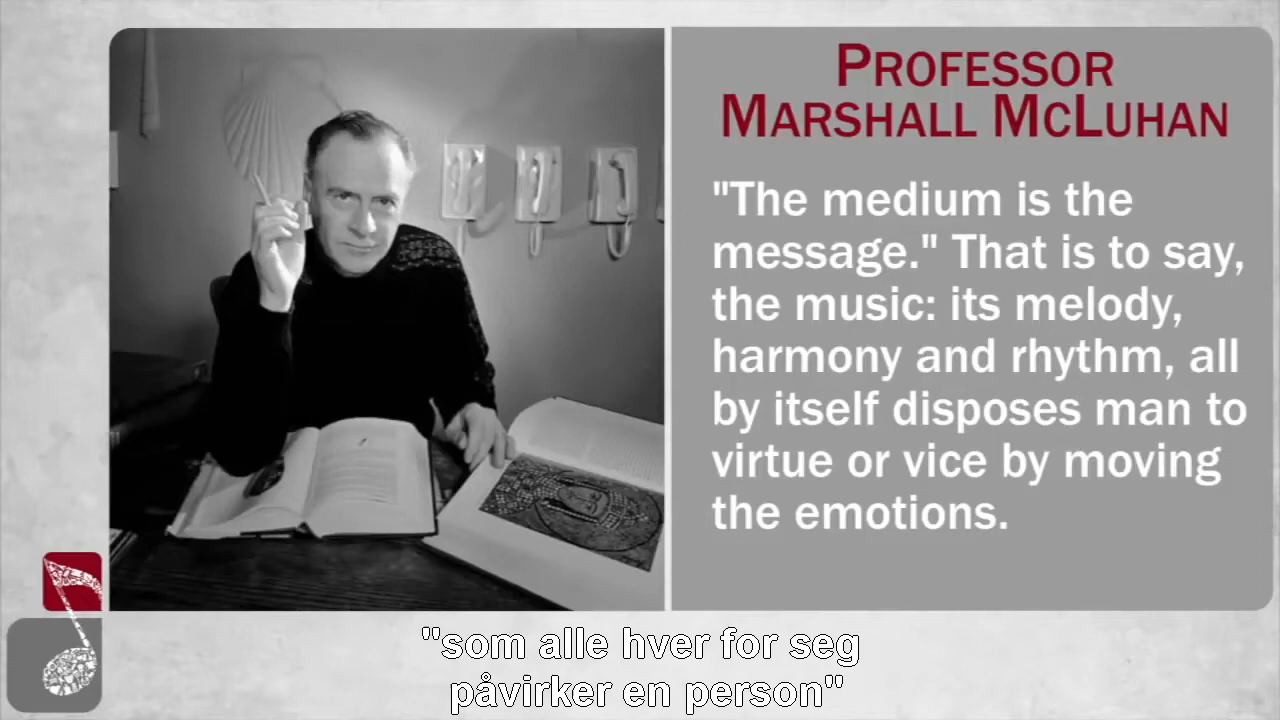 PROFESSOR
MARSHALL MCLUHAN
"The medium is the
message." That is to say,
the music: its melody,
harmony and rhythm, all
by itself disposes man to
virtue or vice by moving
the emotions.
"som alle hver for seg
påvirker en person"